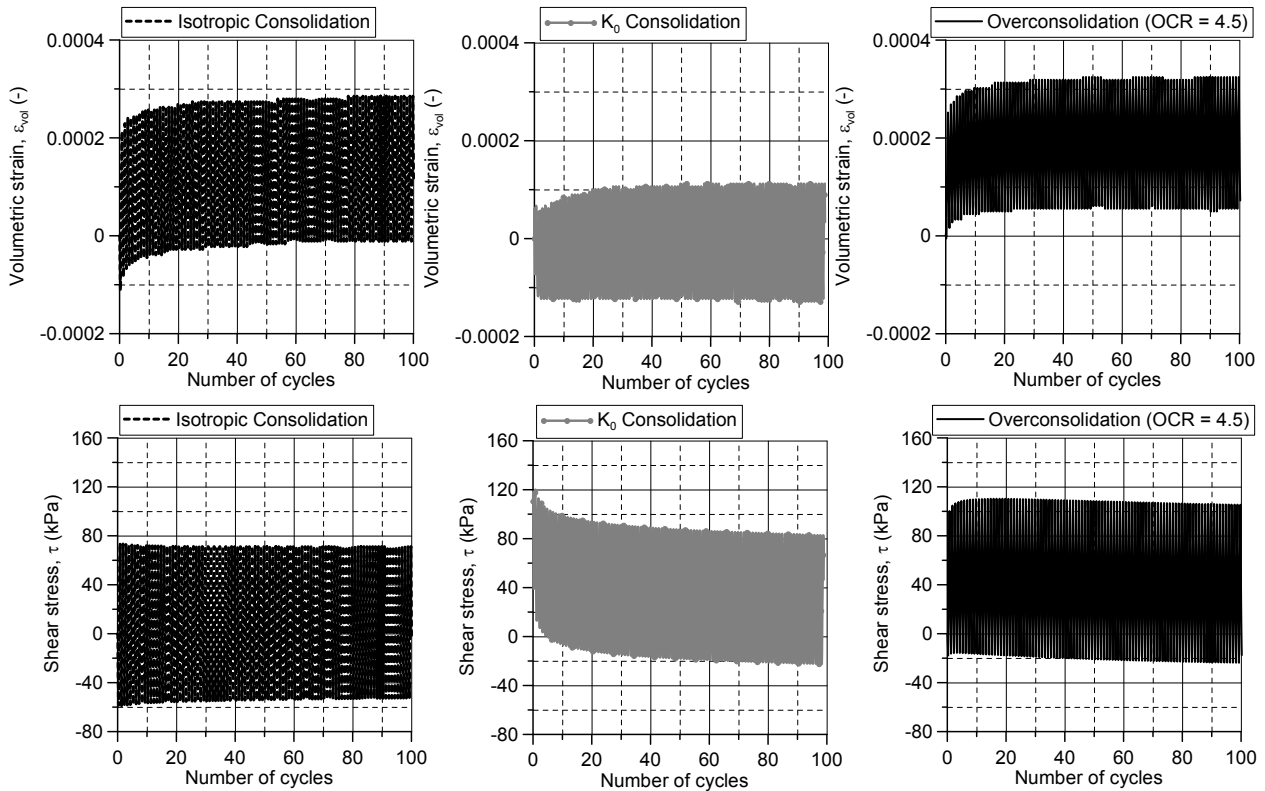 Isotropic Consolidation
K0 Consolidation
Overconsolidation (OCR = 4.5)
0.0004
0.0002
0
-0.0002
Volumetric strain, εvol (-)
0 20 40 60 80 100
Number of cycles
0.0004
0.0002
0
-0.0002
Volumetric strain, εvol (-)
0 20 40 60 80 100
Number of cycles
0.0004
0.0002
0
-0.0002
Volumetric strain, εvol (-)
0 20 40 60 80 100
Number of cycles
Isotropic Consolidation
K0 Consolidation
Overconsolidation (OCR = 4.5)
160
120
80
40
0
-40
-80
Shear stress, τ (kPa)
0 20 40 60 80 100
Number of cycles
160
120
80
40
0
-40
-80
Shear stress, τ (kPa)
0 20 40 60 80 100
Number of cycles
160
120
80
40
0
-40
-80
Shear stress, τ (kPa)
0 20 40 60 80 100
Number of cycles